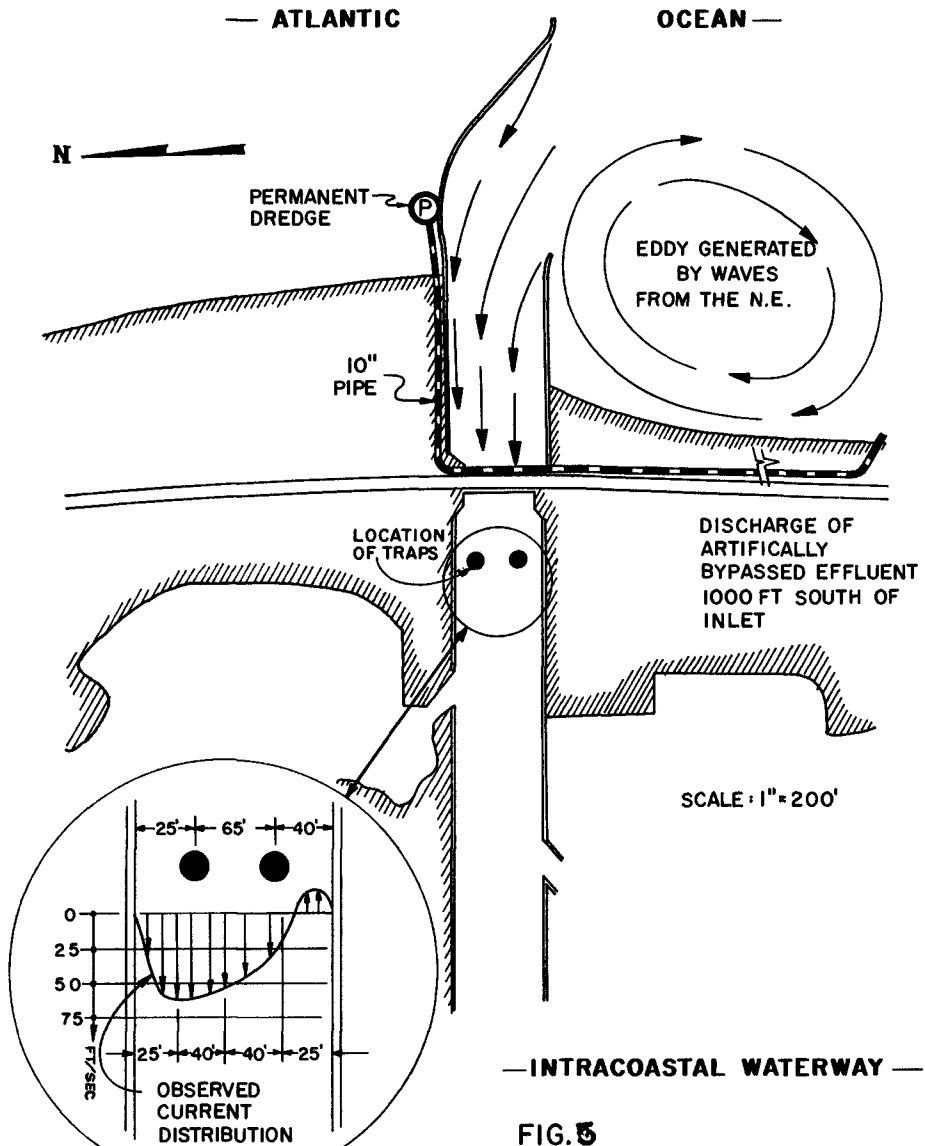 — ATLANTIC OCEAN —
N
PERMANENT
DREDGE
P
EDDY GENERATED
BY WAVES
FROM THE N.E.
10"
PIPE
LOCATION
OF TRAPS
DISCHARGE OF
ARTIFICALLY
BYPASSED EFFLUENT
1000 FT SOUTH OF
INLET
SCALE: 1"=200'
25' 65' 40'
0
25
50
75
FT/SEC
25' 40' 40' 25'
OBSERVED
CURRENT
DISTRIBUTION
— INTRACOASTAL WATERWAY —
FIG. 5